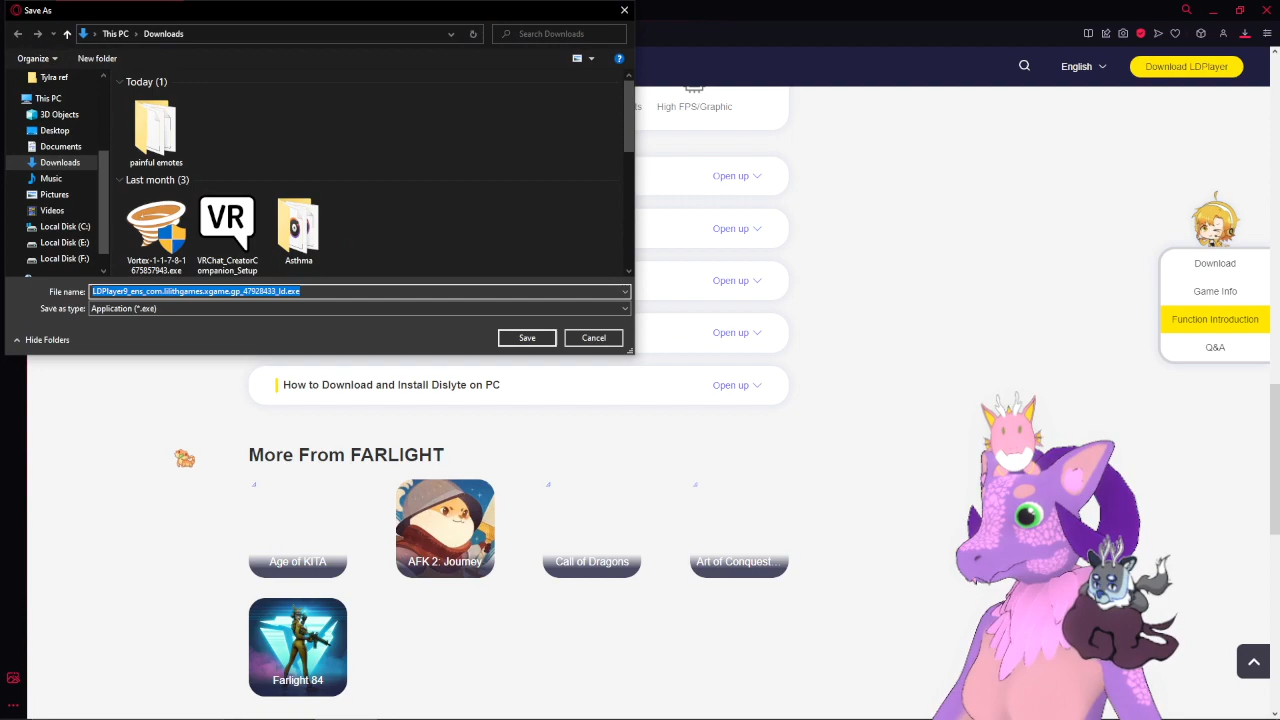 Save As
This PC
Downloads
Search Downloads
Organize
New folder
Tylra ref
This PC
3D Objects
Desktop
Documents
Downloads
Music
Pictures
Videos
Local Disk (C:)
Local Disk (E:)
Local Disk (F:)
Today (1)
painful emotes
Last month (3)
Vortex-1-1-7-8-1
675857943.exe
VR
VRChat_CreatorC
ompanion_Setup
Asthma
File name:
LDPlayer9_ens_com.lilithgames.xgame.gp_47928433_ld.exe
Save as type:
Application (*.exe)
Hide Folders
Save
Cancel
English
Download LDPlayer
ts
High FPS/Graphic
Open up
Open up
Open up
Open up
How to Download and Install Dislyte on PC
Open up
Download
Game Info
Function Introduction
Q&A
More From FARLIGHT
Age of KITA
AFK 2: Journey
Call of Dragons
Art of Conquest...
Farlight 84